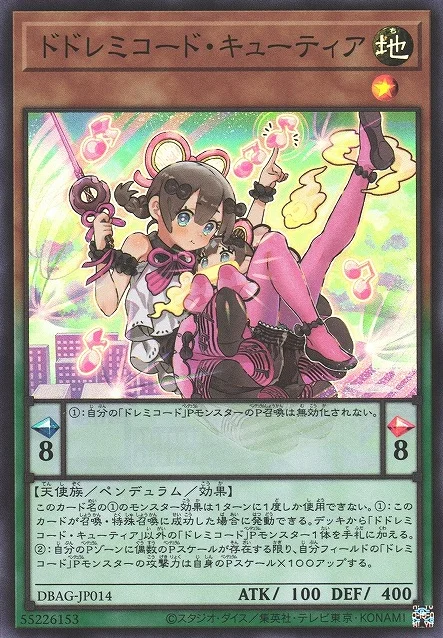 ドドレミコード・キューティア
地
①：自分の「ドレミコード」PモンスターのP召喚は無効化されない。
8
8
【天使族／ペンデュラム／効果】
このカード名の①のモンスター効果は1ターンに1度しか使用できない。①：こ
のカードが召喚・特殊召喚に成功した場合に発動できる。デッキから「ドドレミ
コード・キューティア」以外の「ドレミコード」Pモンスター1体を手札に加える。
②：自分のPゾーンに偶数のPスケールが存在する限り、自分フィールドの「ドレミ
コード」Pモンスターの攻撃力は自身のPスケール×100アップする。
DBAG-JP014
ATK/ 100 DEF/ 400
55226153
©スタジオ・ダイス／集英社・テレビ東京・KONAMI